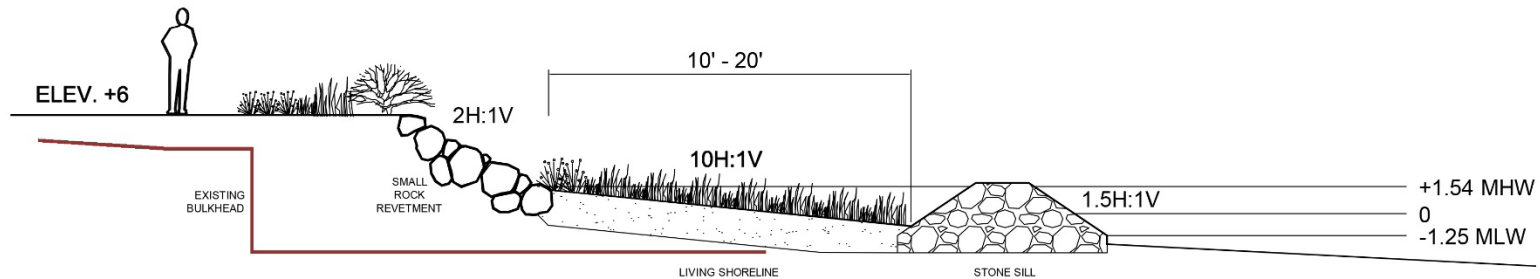 10' - 20'
ELEV. +6
2H:1V
10H:1V
+1.54 MHW
EXISTING
BULKHEAD
SMALL
ROCK
REVETMENT
1.5H:1V
0
-1.25 MLW
LIVING SHORELINE
STONE SILL